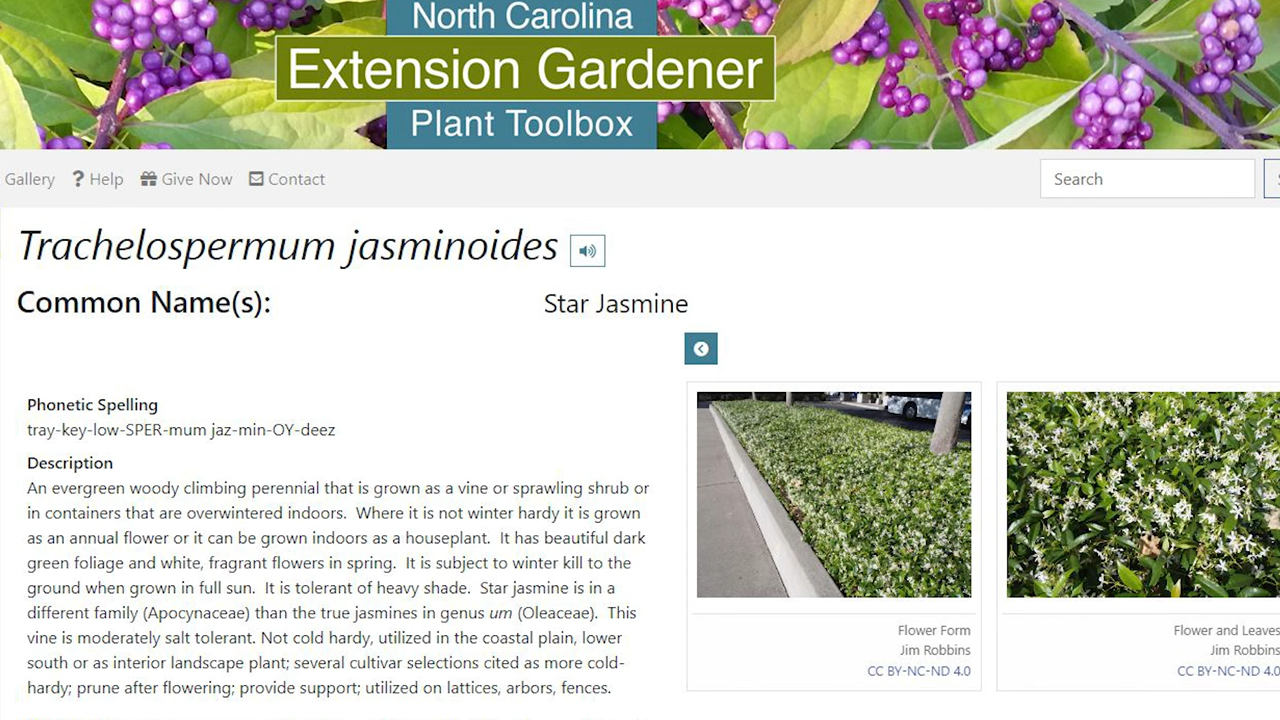 North Carolina
Extension Gardener
Plant Toolbox
Gallery
Help
Give Now
Contact
Search
Trachelospermum jasminoides
Common Name(s):
Star Jasmine
Phonetic Spelling
tray-key-low-SPER-mum jaz-min-OY-deez
Description
An evergreen woody climbing perennial that is grown as a vine or sprawling shrub or
in containers that are overwintered indoors. Where it is not winter hardy it is grown
as an annual flower or it can be grown indoors as a houseplant. It has beautiful dark
green foliage and white, fragrant flowers in spring. It is subject to winter kill to the
ground when grown in full sun. It is tolerant of heavy shade. Star jasmine is in a
different family (Apocynaceae) than the true jasmines in genus um (Oleaceae). This
vine is moderately salt tolerant. Not cold hardy, utilized in the coastal plain, lower
south or as interior landscape plant; several cultivar selections cited as more cold-
hardy; prune after flowering; provide support; utilized on lattices, arbors, fences.
Flower Form
Jim Robbins
CC BY-NC-ND 4.0
Flower and Leaves
Jim Robbins
CC BY-NC-ND 4.0